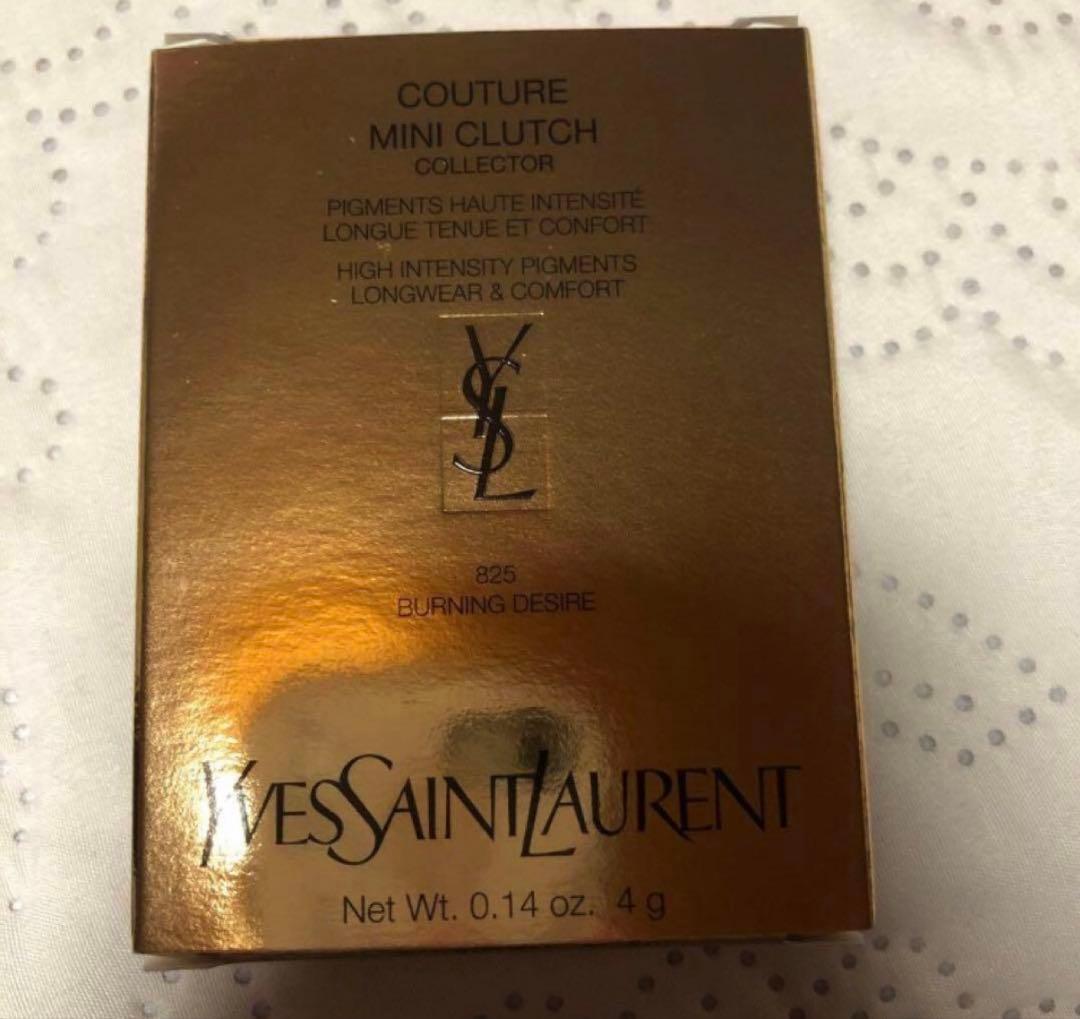 COUTURE
MINI CLUTCH
COLLECTOR
PIGMENTS HAUTE INTENSITÉ
LONGUE TENUE ET CONFORT
HIGH INTENSITY PIGMENTS
LONGWEAR & COMFORT
YSL
825
BURNING DESIRE
YVESSAINTLAURENT
Net Wt. 0.14 oz. 4 g